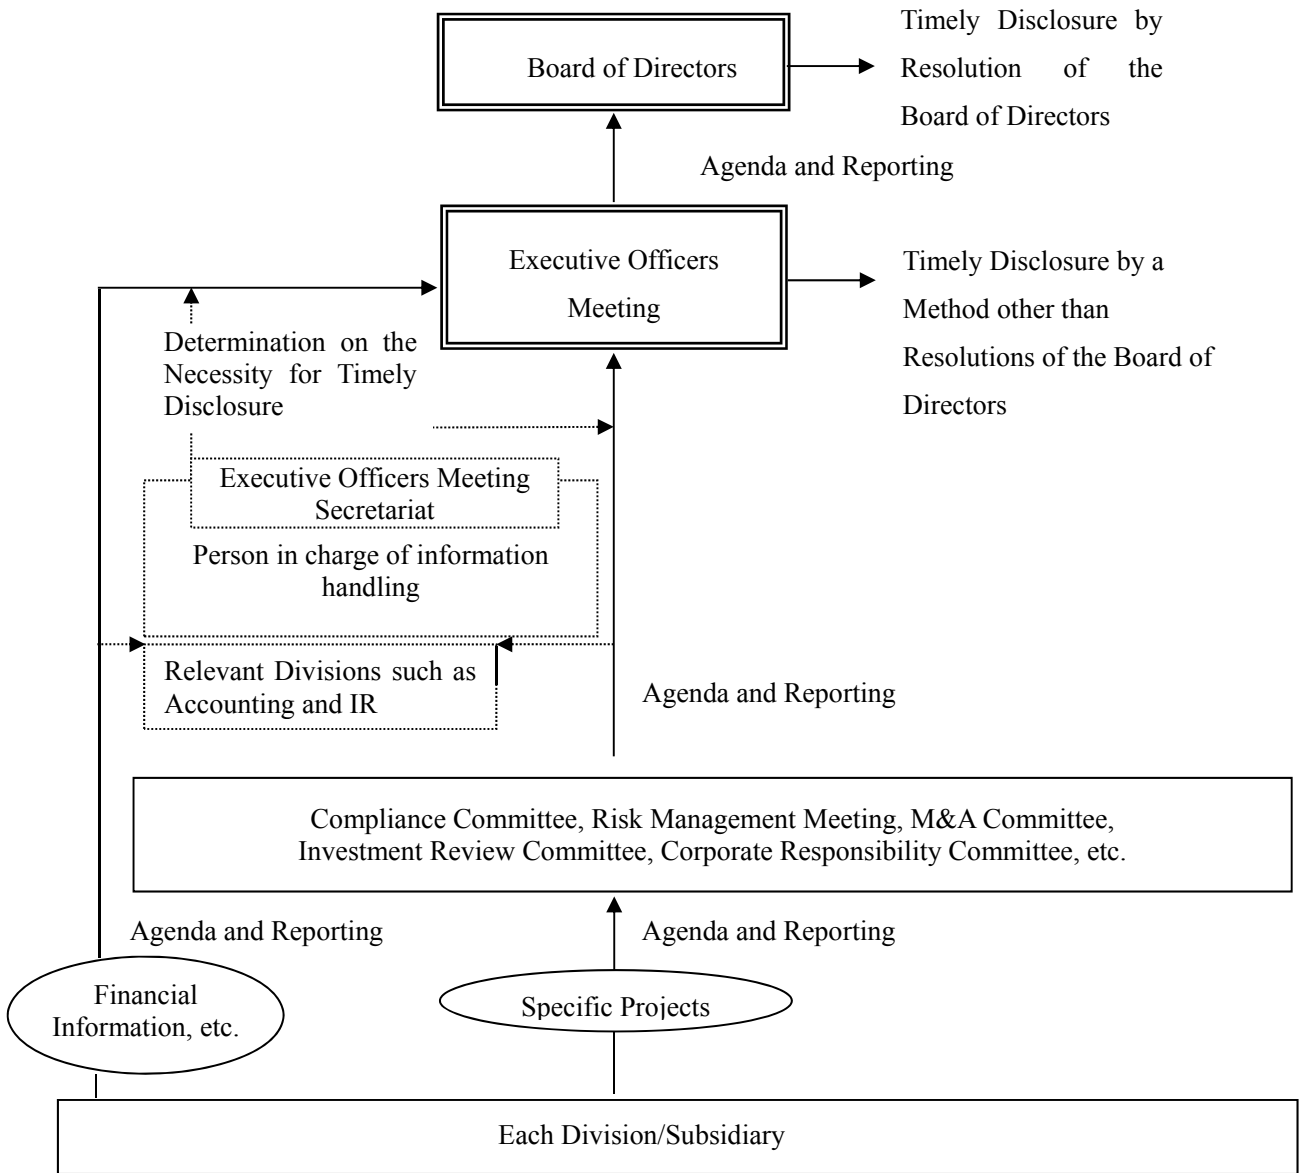 Board of Directors
Timely Disclosure by
Resolution of the
Board of Directors
Agenda and Reporting
Executive Officers
Meeting
Timely Disclosure by a
Method other than
Resolutions of the Board of
Directors
Determination on the
Necessity for Timely
Disclosure
Executive Officers Meeting
Secretariat
Person in charge of information
handling
Relevant Divisions such as
Accounting and IR
Agenda and Reporting
Compliance Committee, Risk Management Meeting, M&A Committee,
Investment Review Committee, Corporate Responsibility Committee, etc.
Agenda and Reporting
Agenda and Reporting
Financial
Information, etc.
Specific Projects
Each Division/Subsidiary